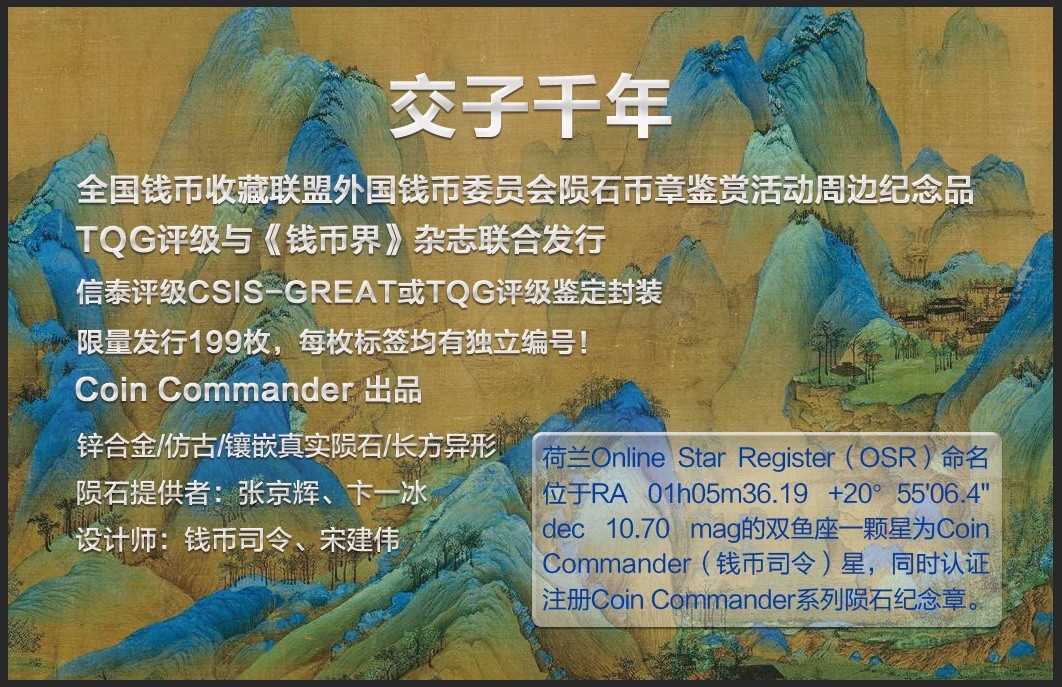 交子千年
全国钱币收藏联盟外国钱币委员会陨石币章鉴赏活动周边纪念品
TQG评级与《钱币界》杂志联合发行
信泰评级CSIS-GREAT或TQG评级鉴定封装
限量发行199枚，每枚标签均有独立编号！
Coin Commander 出品
锌合金/仿古/镶嵌真实陨石/长方异形
陨石提供者：张京辉、卞一冰
设计师：钱币司令、宋建伟
荷兰Online Star Register（OSR）命名
位于RA 01h05m36.19 +20° 55'06.4"
dec 10.70 mag的双鱼座一颗星为Coin
Commander（钱币司令）星，同时认证
注册Coin Commander系列陨石纪念章。